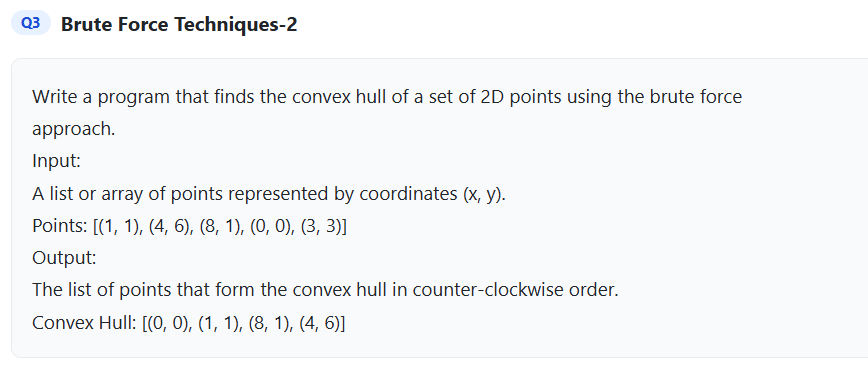 Q3 Brute Force Techniques-2
Write a program that finds the convex hull of a set of 2D points using the brute force
approach.
Input:
A list or array of points represented by coordinates (x, y).
Points: [(1, 1), (4, 6), (8, 1), (0, 0), (3, 3)]
Output:
The list of points that form the convex hull in counter-clockwise order.
Convex Hull: [(0, 0), (1, 1), (8, 1), (4, 6)]